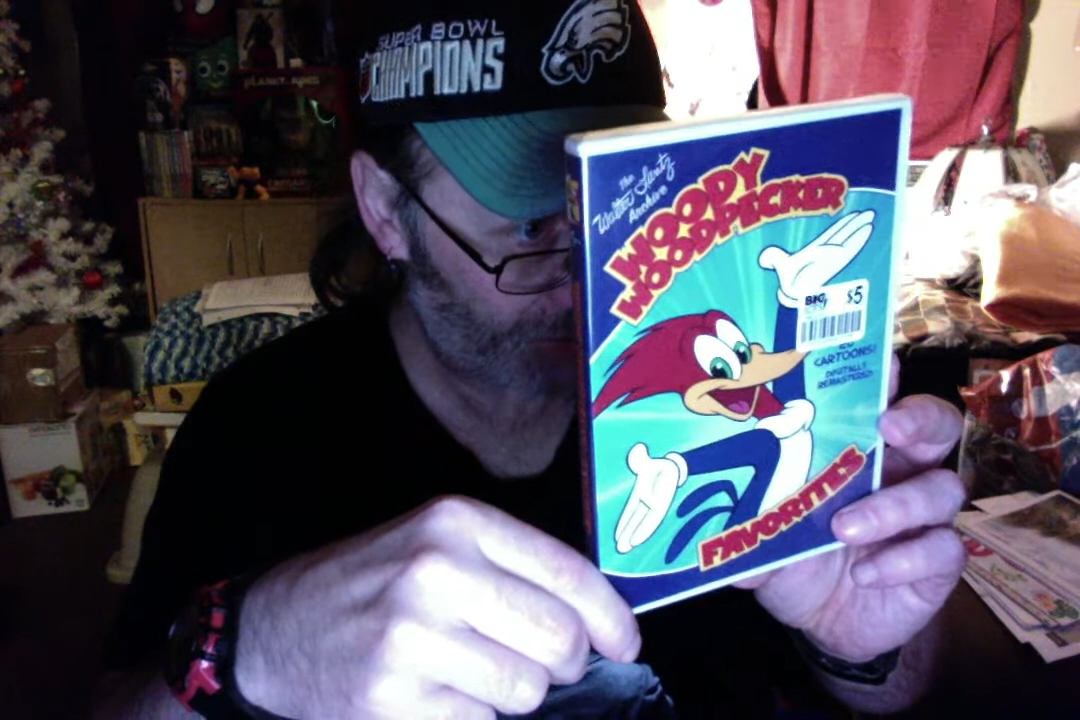 SUPER BOWL
CHAMPIONS
The
Walter Lantz
Archive
WOODY
WOODPECKER
BIG
$5
CARTOONS!
DIGITALLY
REMASTERED!
FAVORITES